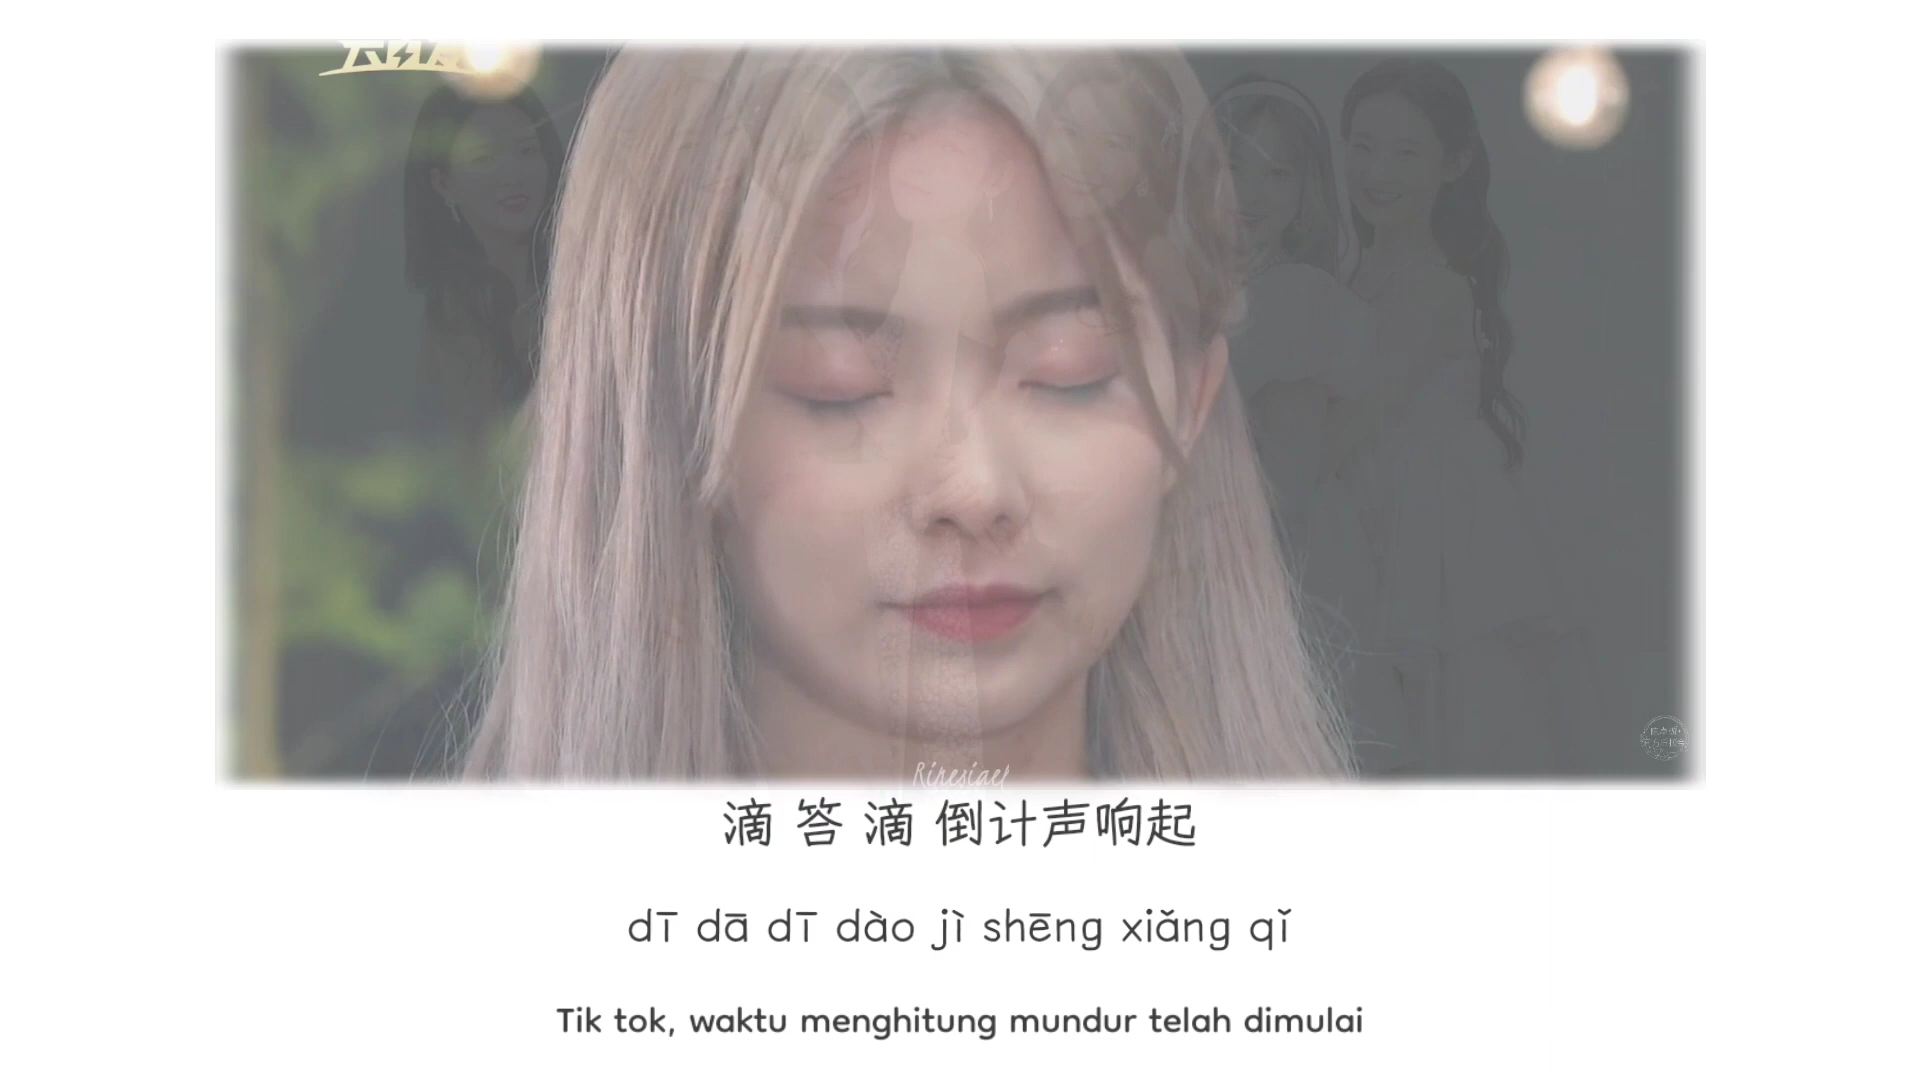 Rinesiael
滴 答 滴 倒计声响起
dī dā dī dào jì shēng xiǎng qǐ
Tik tok, waktu menghitung mundur telah dimulai